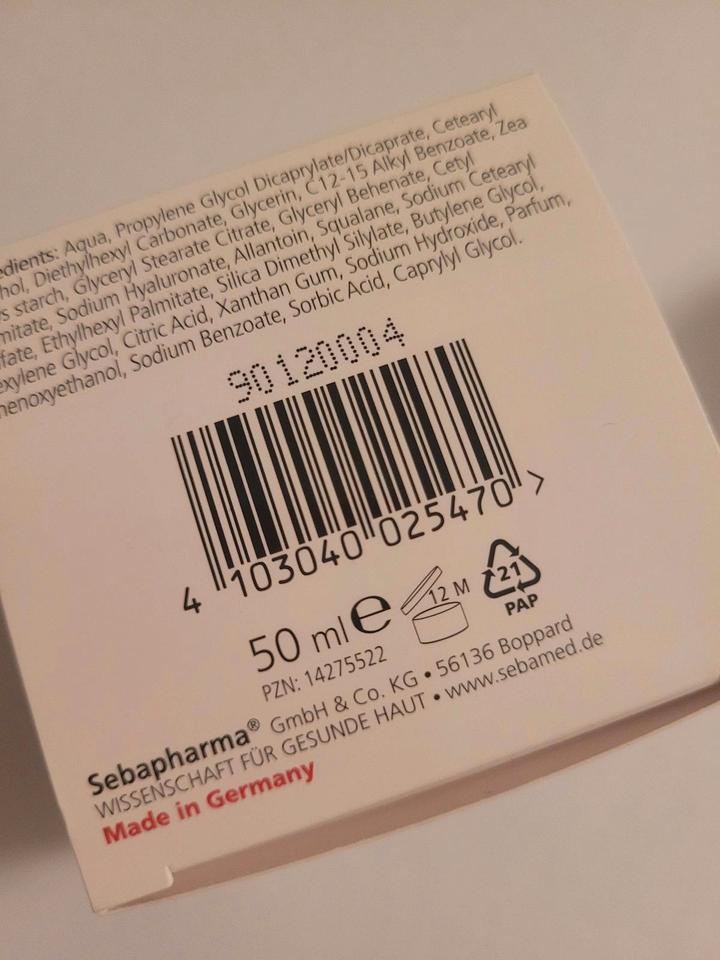 edients: Aqua, Propylene Glycol Dicaprylate/Dicaprate, Cetearyl
hol, Diethylhexyl Carbonate, Glycerin, C12-15 Alkyl Benzoate, Zea
ys starch, Glyceryl Stearate Citrate, Glyceryl Behenate, Cetyl
mitate, Sodium Hyaluronate, Allantoin, Squalane, Sodium Cetearyl
fate, Ethylhexyl Palmitate, Silica Dimethyl Silylate, Butylene Glycol,
exylene Glycol, Citric Acid, Xanthan Gum, Sodium Hydroxide, Parfum,
henoxyethanol, Sodium Benzoate, Sorbic Acid, Caprylyl Glycol.
90120004
4 103040 025470 >
50 ml e 12 M 21 PAP
PZN: 14275522
Sebapharma® GmbH & Co. KG • 56136 Boppard
WISSENSCHAFT FÜR GESUNDE HAUT • www.sebamed.de
Made in Germany